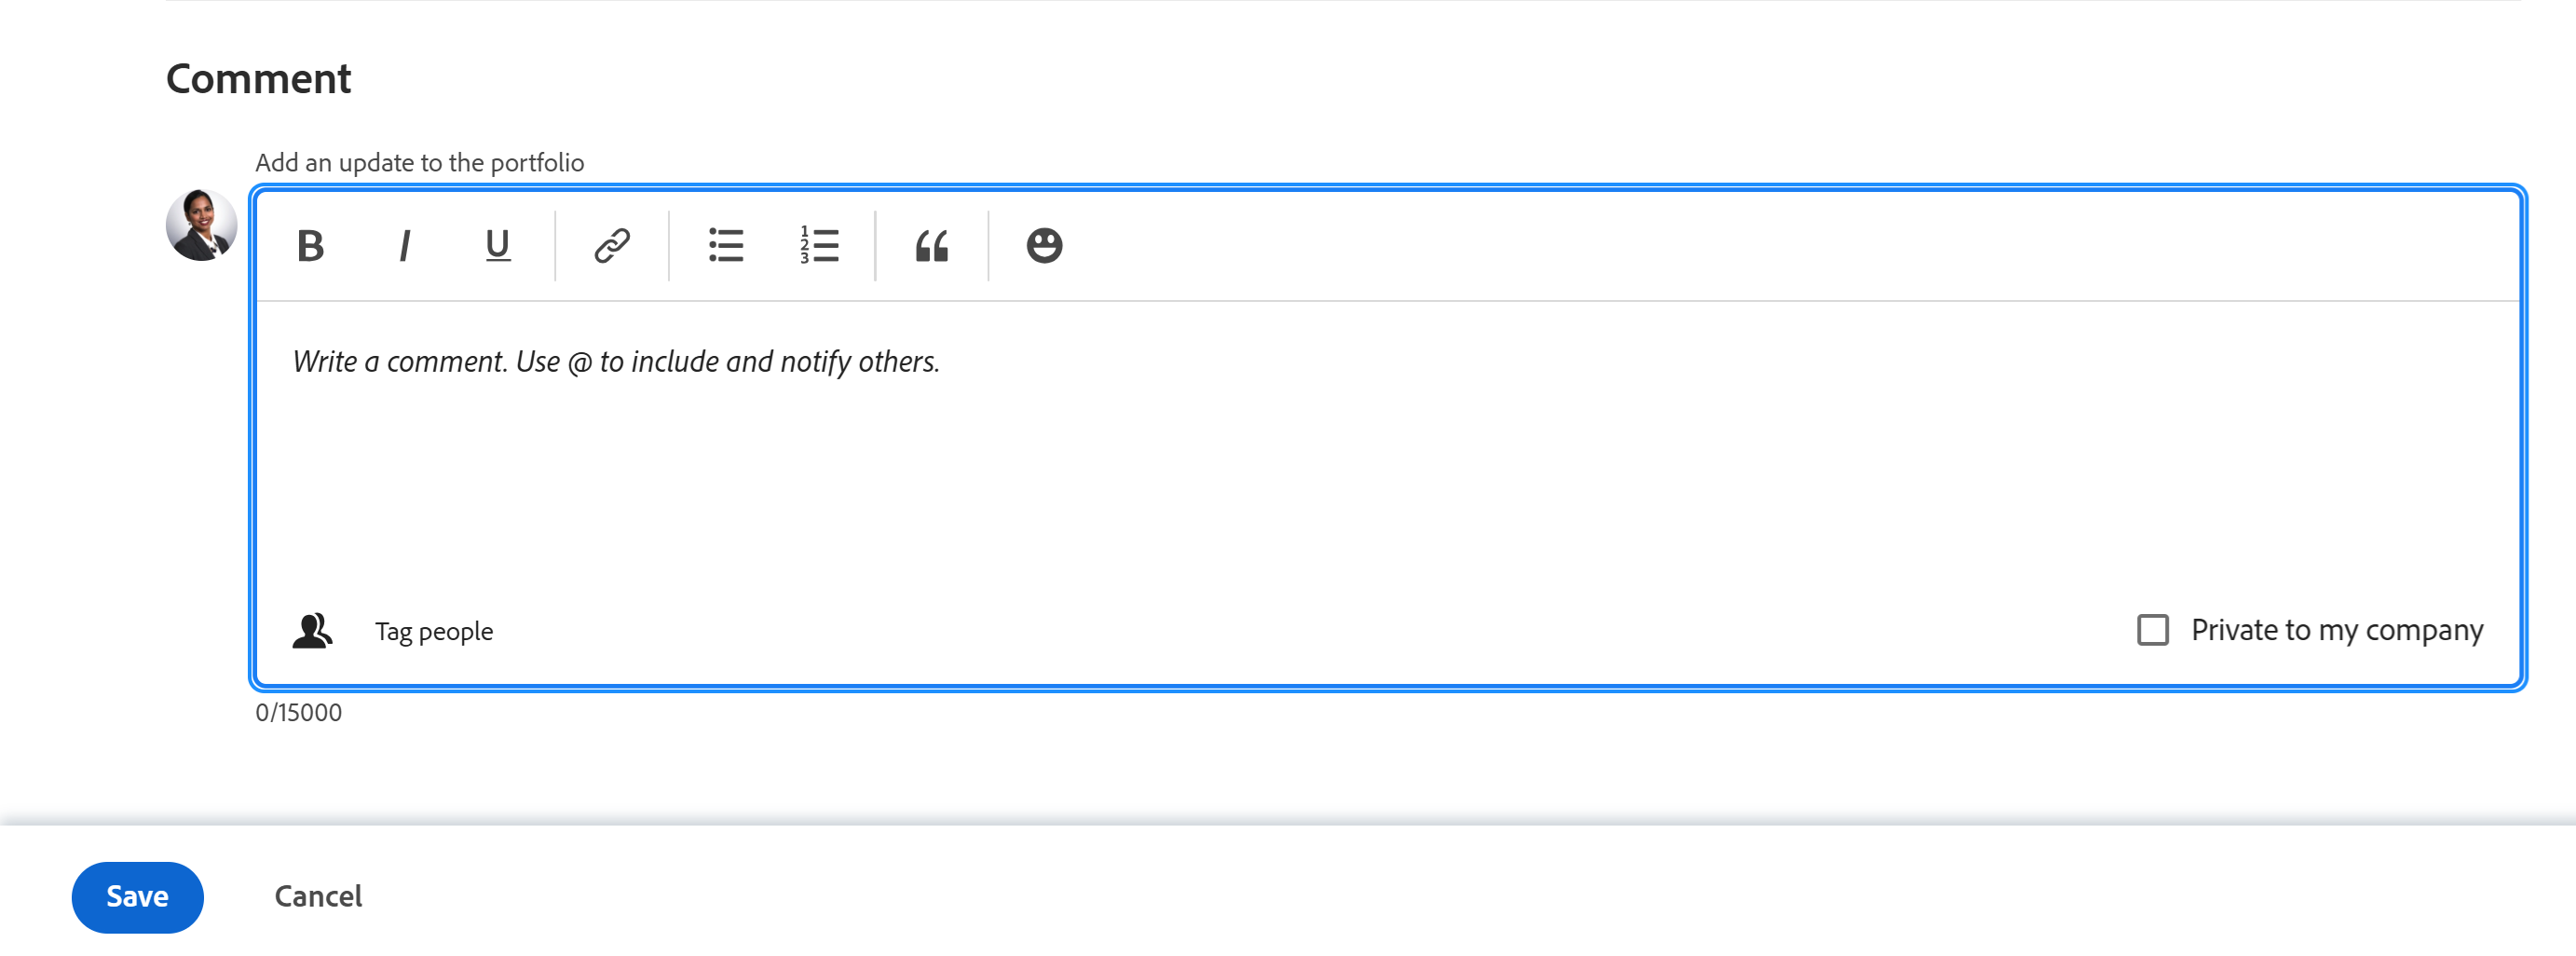 Comment
Add an update to the portfolio
B I U
Write a comment. Use @ to include and notify others.
Tag people
Private to my company
0/15000
Save Cancel